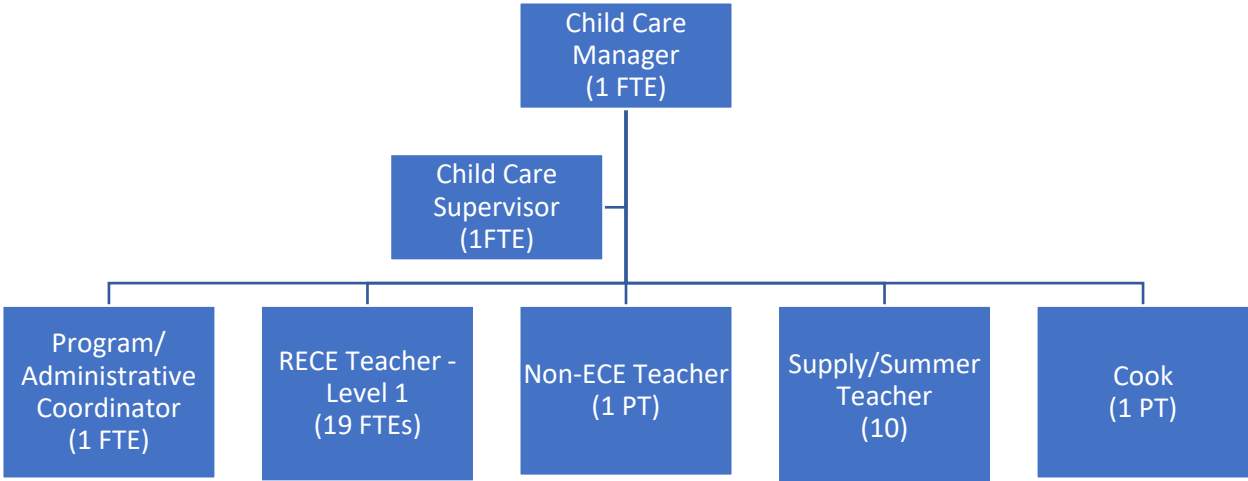 Child Care
Manager
(1 FTE)
Child Care
Supervisor
(1FTE)
Program/
Administrative
Coordinator
(1 FTE)
RECE Teacher -
Level 1
(19 FTEs)
Non-ECE Teacher
(1 PT)
Supply/Summer
Teacher
(10)
Cook
(1 PT)